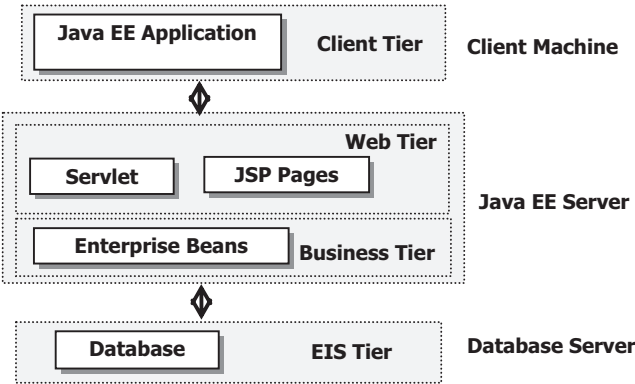 Java EE Application
Client Tier
Client Machine
Web Tier
Servlet
JSP Pages
Java EE Server
Enterprise Beans
Business Tier
Database
EIS Tier
Database Server